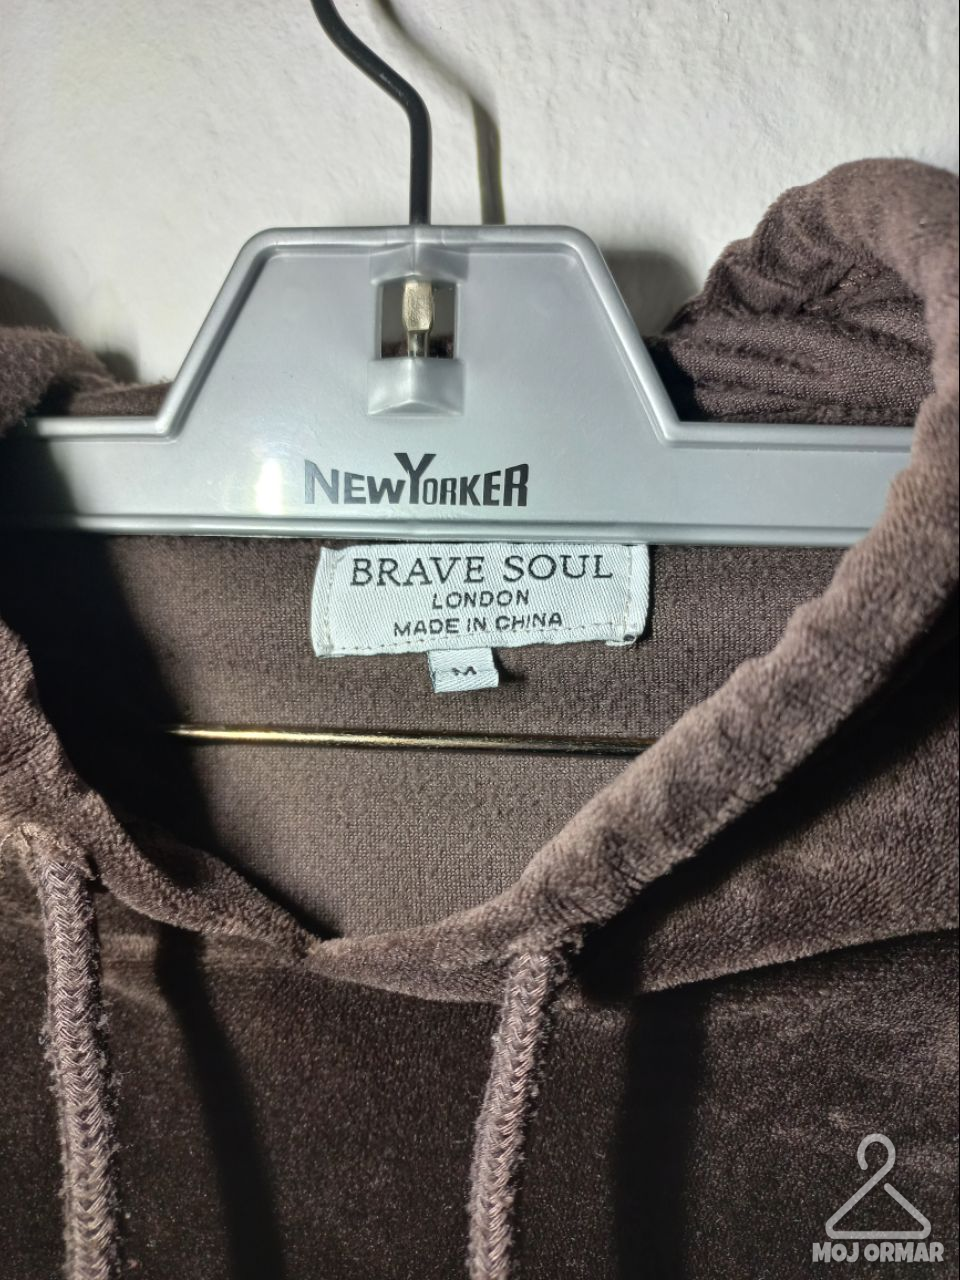 NEWYORKER
BRAVE SOUL
LONDON
MADE IN CHINA
M
MOJ ORMAR